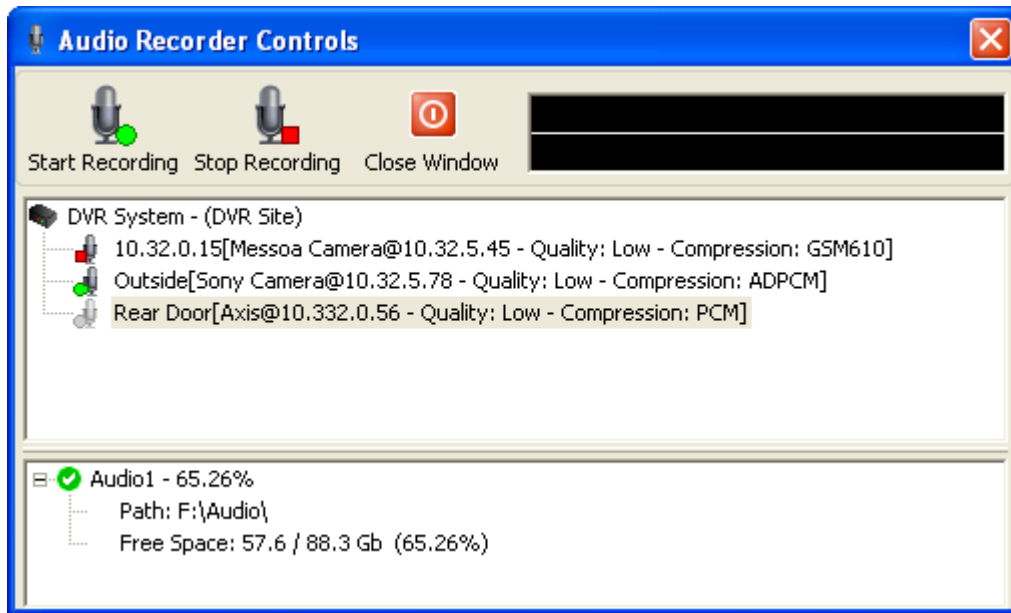 Audio Recorder Controls
Start Recording Stop Recording Close Window
DVR System - (DVR Site)
10.32.0.15[Messoa Camera@10.32.5.45 - Quality: Low - Compression: GSM610]
Outside[Sony Camera@10.32.5.78 - Quality: Low - Compression: ADPCM]
Rear Door[Axis@10.332.0.56 - Quality: Low - Compression: PCM]
Audio1 - 65.26%
Path: F:\Audio\
Free Space: 57.6 / 88.3 Gb (65.26%)